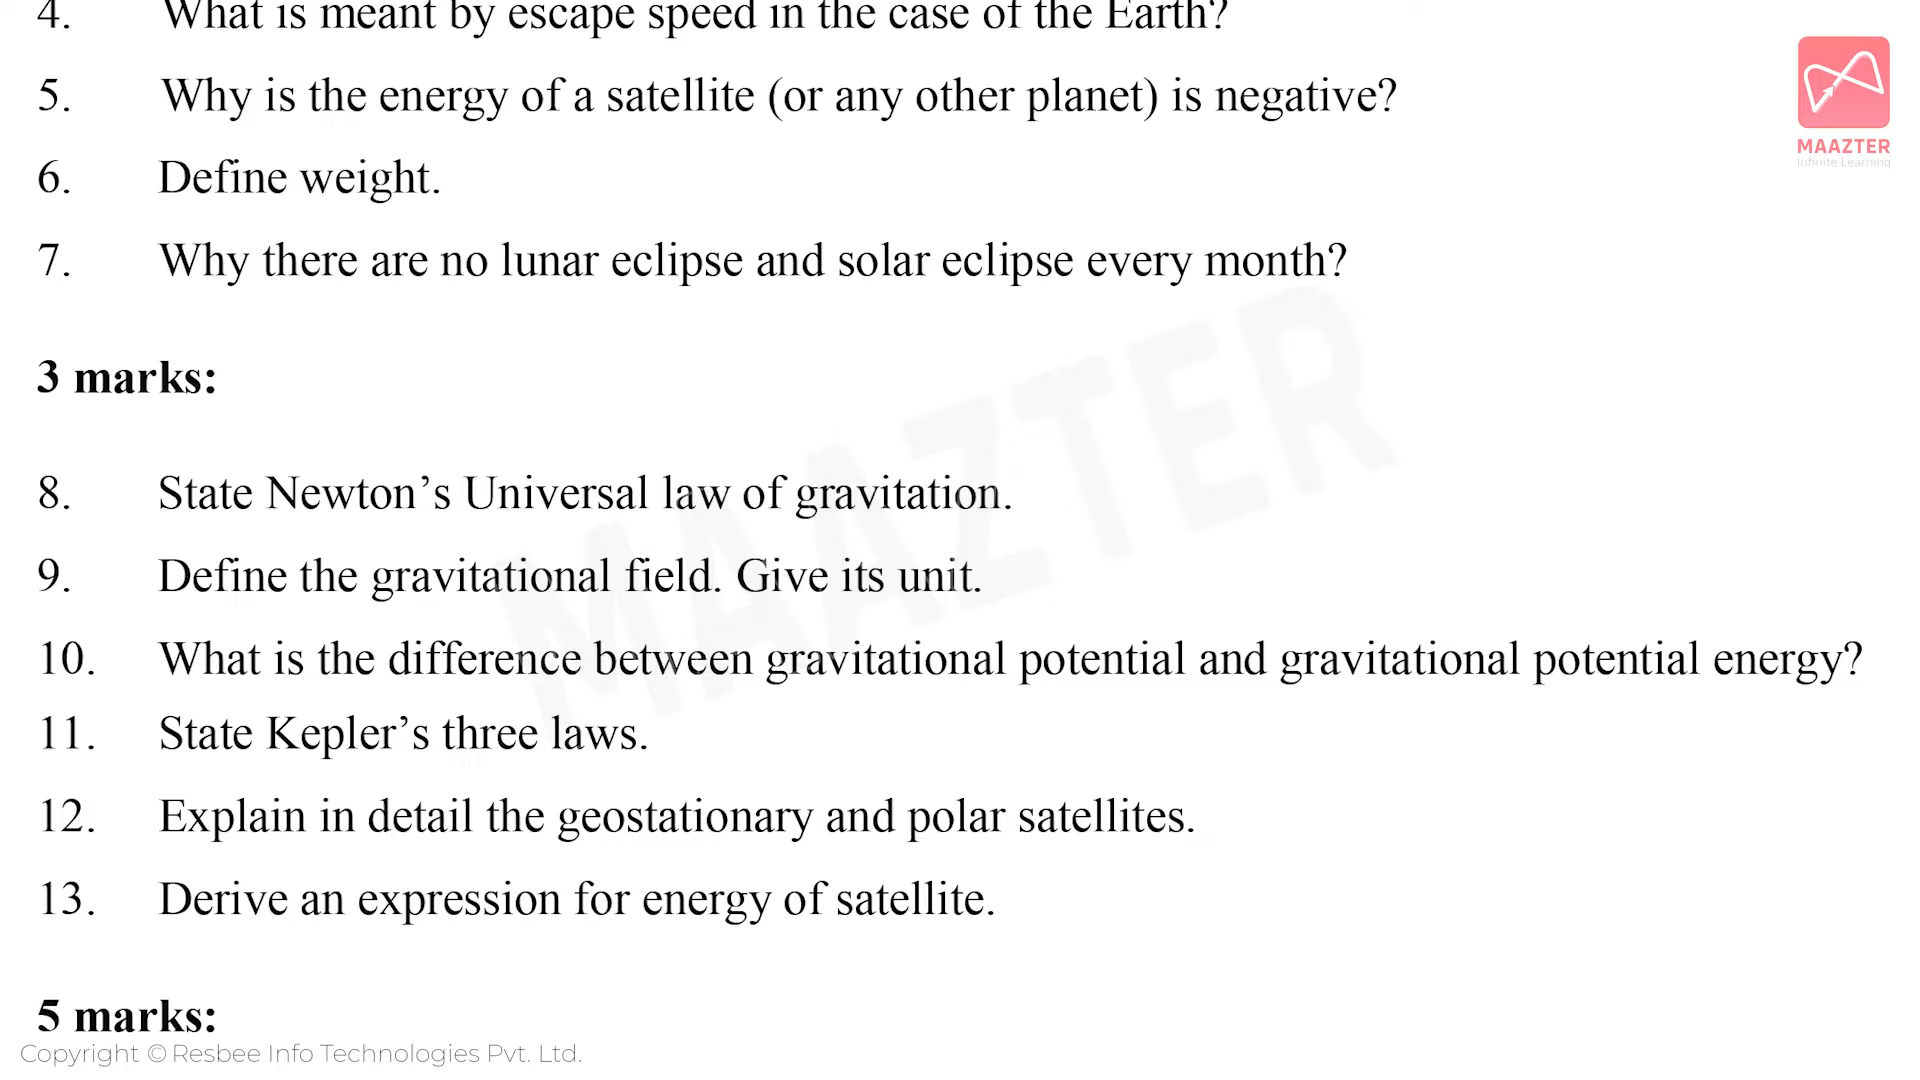 4. What is meant by escape speed in the case of the Earth?
5. Why is the energy of a satellite (or any other planet) is negative?
6. Define weight.
7. Why there are no lunar eclipse and solar eclipse every month?
3 marks:
8. State Newton’s Universal law of gravitation.
9. Define the gravitational field. Give its unit.
10. What is the difference between gravitational potential and gravitational potential energy?
11. State Kepler’s three laws.
12. Explain in detail the geostationary and polar satellites.
13. Derive an expression for energy of satellite.
5 marks:
Copyright © Resbee Info Technologies Pvt. Ltd.
MAAZTER
Infinite Learning
MAAZTER